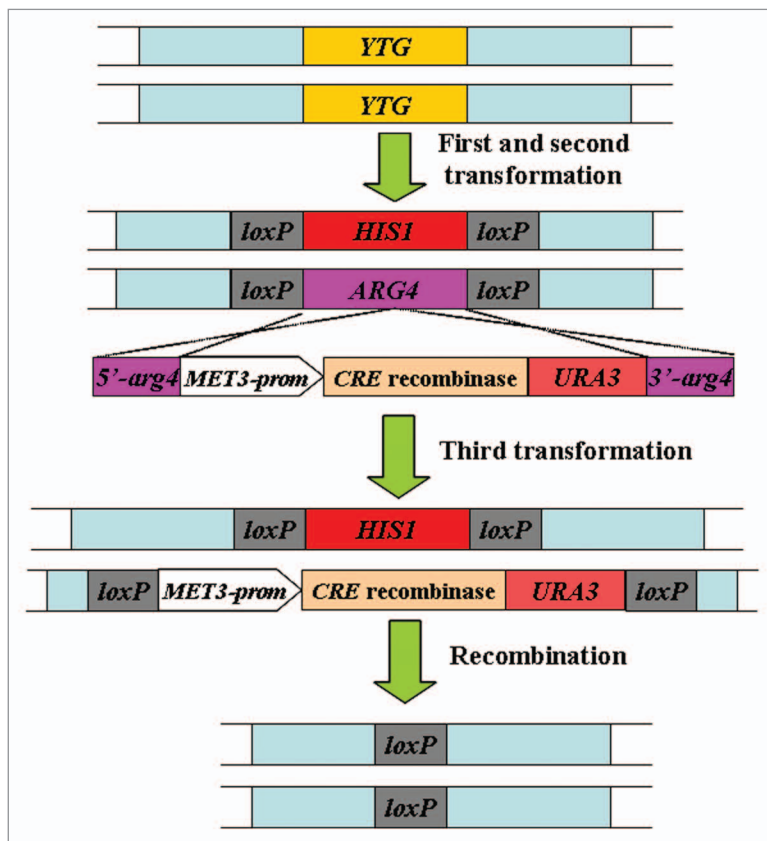 YTG
YTG
First and second
transformation
loxP HIS1 loxP
loxP ARG4 loxP
5’-arg4 MET3-prom CRE recombinase URA3 3’-arg4
Third transformation
loxP HIS1 loxP
loxP MET3-prom CRE recombinase URA3 loxP
Recombination
loxP
loxP